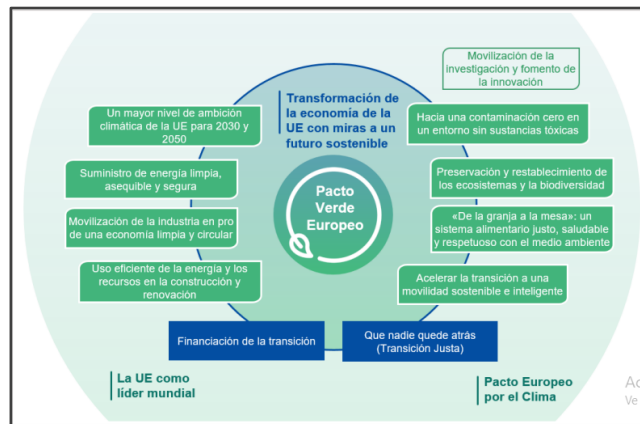 Movilización de la
investigación y fomento de
la innovación
Transformación de
la economía de la
UE con miras a un
futuro sostenible
Un mayor nivel de ambición
climática de la UE para 2030 y
2050
Hacia una contaminación cero en
un entorno sin sustancias tóxicas
Suministro de energía limpia,
asequible y segura
Pacto
Verde
Europeo
Preservación y restablecimiento de
los ecosistemas y la biodiversidad
Movilización de la industria en pro
de una economía limpia y circular
«De la granja a la mesa»: un
sistema alimentario justo, saludable
y respetuoso con el medio ambiente
Uso eficiente de la energía y los
recursos en la construcción y
renovación
Acelerar la transición a una
movilidad sostenible e inteligente
Financiación de la transición
Que nadie quede atrás
(Transición Justa)
La UE como
líder mundial
Pacto Europeo
por el Clima
Ac
Ve